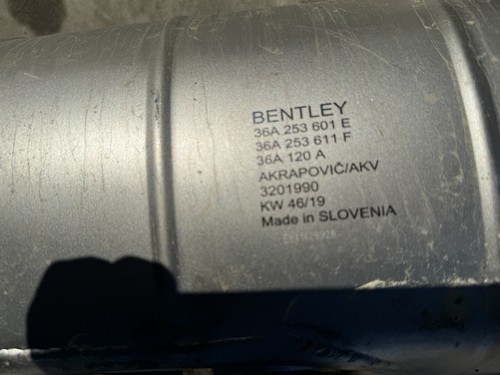 BENTLEY
36A 253 601 E
36A 253 611 F
36A 120 A
AKRAPOVIČ/AKV
3201990
KW 46/19
Made in SLOVENIA